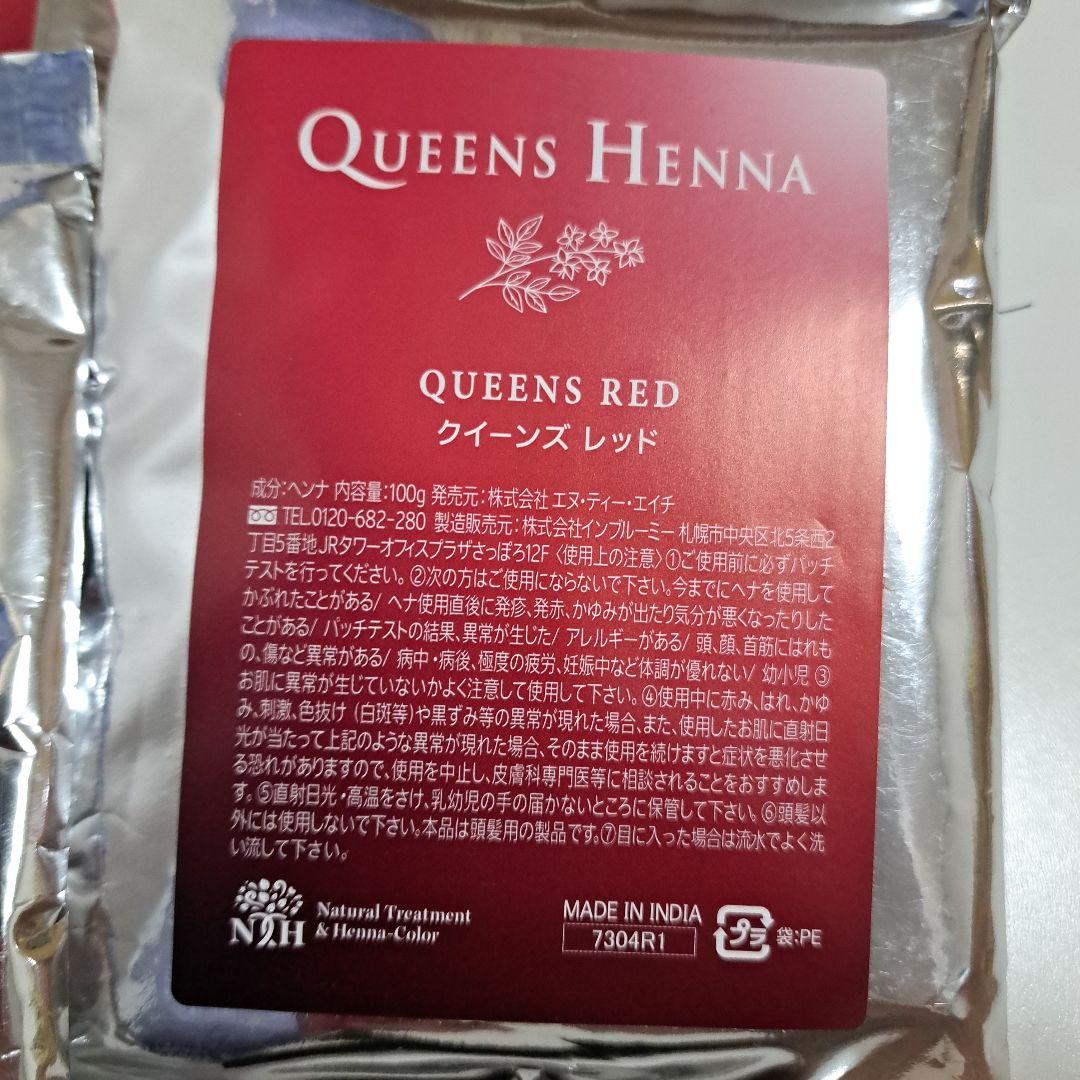 QUEENS HENNA
QUEENS RED
クイーンズ レッド
成分:ヘンナ 内容量:100g 発売元:株式会社 エヌ・ティー・エイチ
TEL0120-682-280 製造販売元:株式会社インブルーミー 札幌市中央区北5条西2
丁目5番地JRタワーオフィスプラザさっぽろ12F〈使用上の注意〉①ご使用前に必ずパッチ
テストを行ってください。②次の方はご使用にならないで下さい。今までにヘナを使用して
かぶれたことがある/ ヘナ使用直後に発疹、発赤、かゆみが出たり気分が悪くなったりした
ことがある/ パッチテストの結果、異常が生じた/ アレルギーがある/ 頭、顔、首筋にはれも
の、傷など異常がある/ 病中・病後、極度の疲労、妊娠中など体調が優れない/ 幼小児 ③
お肌に異常が生じていないかよく注意して使用して下さい。④使用中に赤み、はれ、かゆ
み、刺激、色抜け (白斑等)や黒ずみ等の異常が現れた場合、また、使用したお肌に直射日
光が当たって上記のような異常が現れた場合、そのまま使用を続けますと症状を悪化させ
る恐れがありますので、使用を中止し、皮膚科専門医等に相談されることをおすすめしま
す。⑤直射日光・高温をさけ、乳幼児の手の届かないところに保管して下さい。⑥頭髪以
外には使用しないで下さい。本品は頭髪用の製品です。⑦目に入った場合は流水でよく洗
い流して下さい。
NTH Natural Treatment
& Henna-Color
MADE IN INDIA
7304R1
プラ 袋:PE